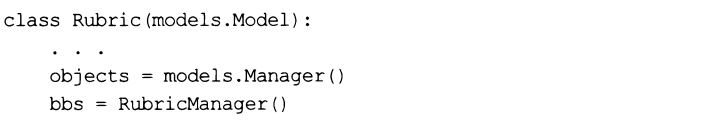 class Rubric(models.Model):
    . . .
    objects = models.Manager()
    bbs = RubricManager()